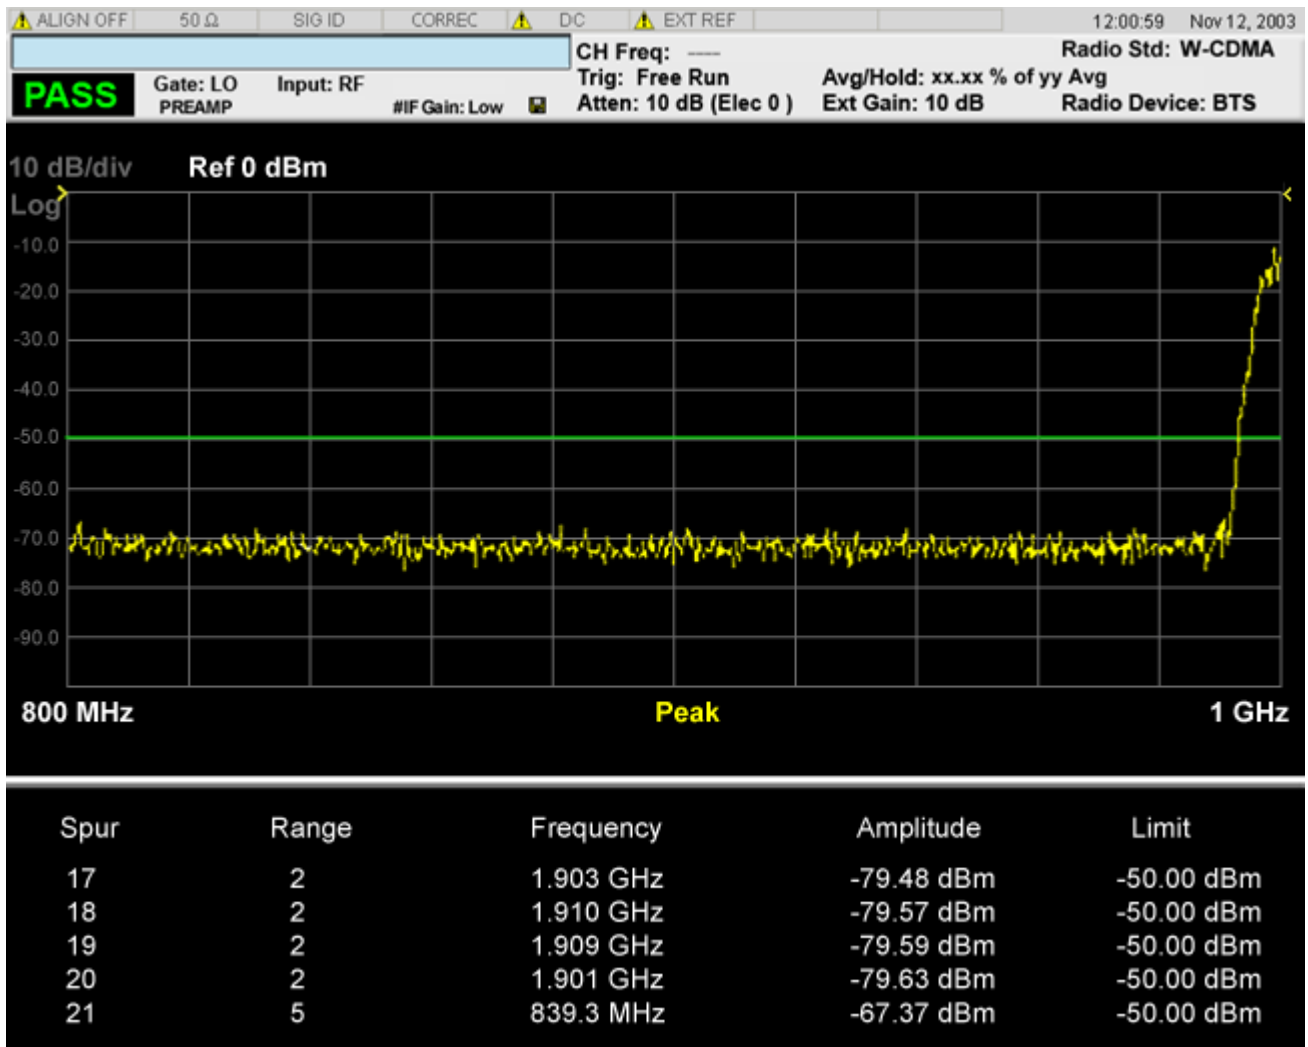 ALIGN OFF 50 Ω SIG ID CORREC DC EXT REF 12:00:59 Nov 12, 2003
CH Freq: ---- Radio Std: W-CDMA
PASS Gate: LO Input: RF Trig: Free Run Avg/Hold: xx.xx % of yy Avg
PREAMP #IF Gain: Low Atten: 10 dB (Elec 0 ) Ext Gain: 10 dB Radio Device: BTS
10 dB/div Ref 0 dBm
Log
-10.0
-20.0
-30.0
-40.0
-50.0
-60.0
-70.0
-80.0
-90.0
800 MHz Peak 1 GHz
Spur Range Frequency Amplitude Limit
17 2 1.903 GHz -79.48 dBm -50.00 dBm
18 2 1.910 GHz -79.57 dBm -50.00 dBm
19 2 1.909 GHz -79.59 dBm -50.00 dBm
20 2 1.901 GHz -79.63 dBm -50.00 dBm
21 5 839.3 MHz -67.37 dBm -50.00 dBm